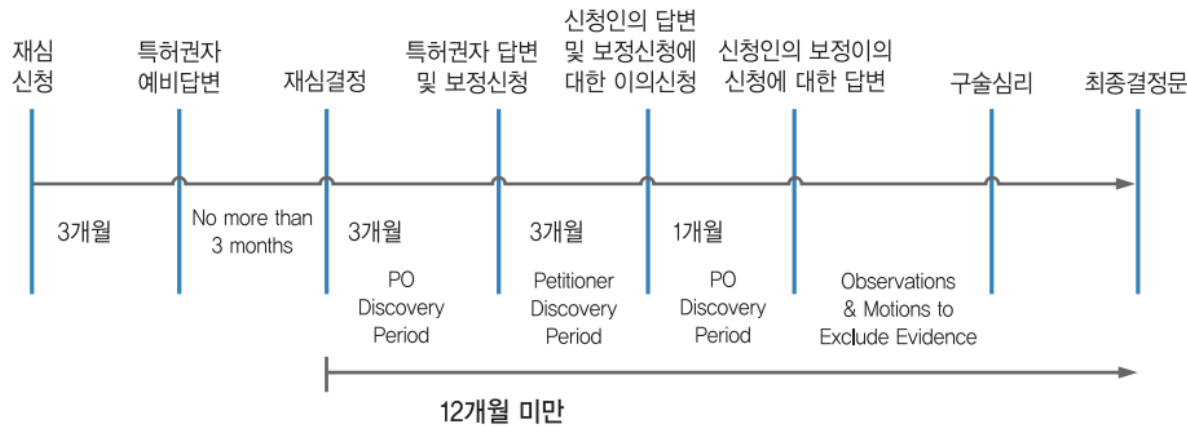 재심
신청
특허권자
예비답변
재심결정
특허권자 답변
및 보정신청
신청인의 답변
및 보정신청에
대한 이의신청
신청인의 보정이의
신청에 대한 답변
구술심리
최종결정문
3개월
No more than
3 months
3개월
3개월
1개월
PO
Discovery
Period
Petitioner
Discovery
Period
PO
Discovery
Period
Observations
& Motions to
Exclude Evidence
12개월 미만